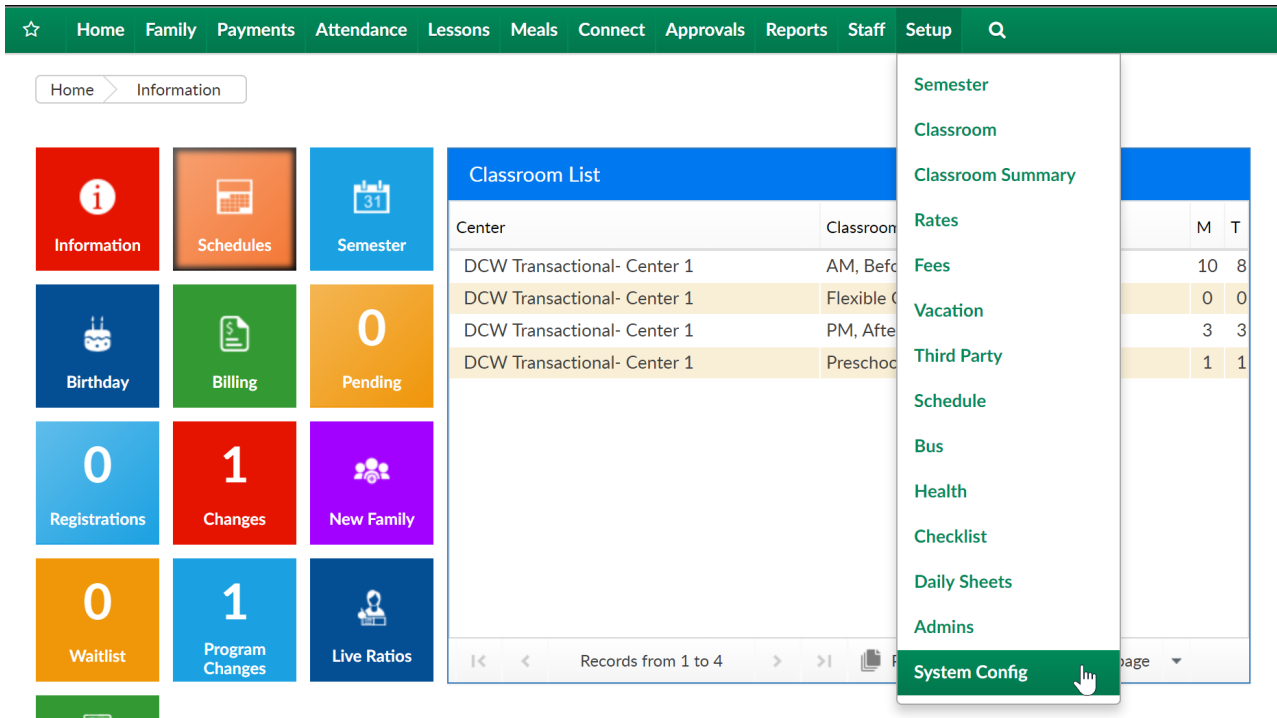 Home Family Payments Attendance Lessons Meals Connect Approvals Reports Staff Setup
Home Information
Information
Schedules
31
Semester
Birthday
$
Billing
0
Pending
0
Registrations
1
Changes
New Family
0
Waitlist
1
Program
Changes
Live Ratios
Classroom List
Center M T
DCW Transactional- Center 1 AM, 10 8
DCW Transactional- Center 1 Flexible 0 0
DCW Transactional- Center 1 PM, 3 3
DCW Transactional- Center 1 1 1
Records from 1 to 4
Semester
Classroom
Classroom Summary
Rates
Fees
Vacation
Third Party
Schedule
Bus
Health
Checklist
Daily Sheets
Admins
System Config